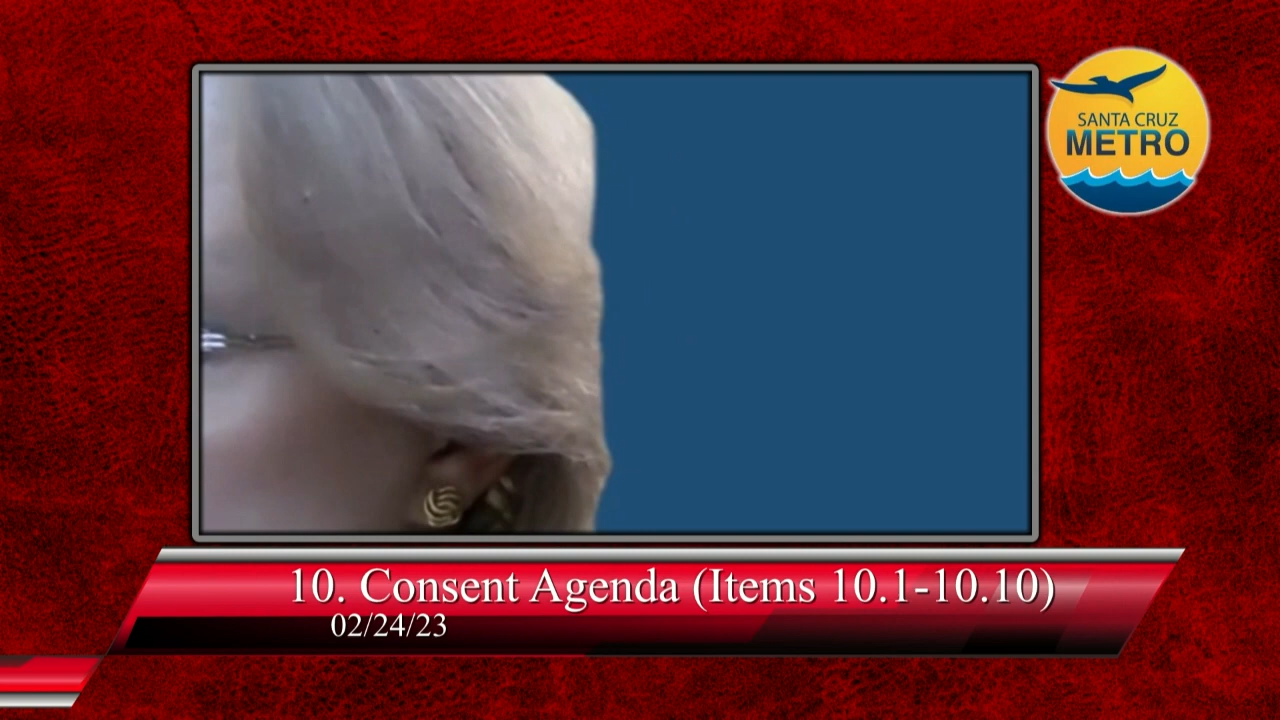 SANTA CRUZ
METRO
10. Consent Agenda (Items 10.1-10.10)
02/24/23